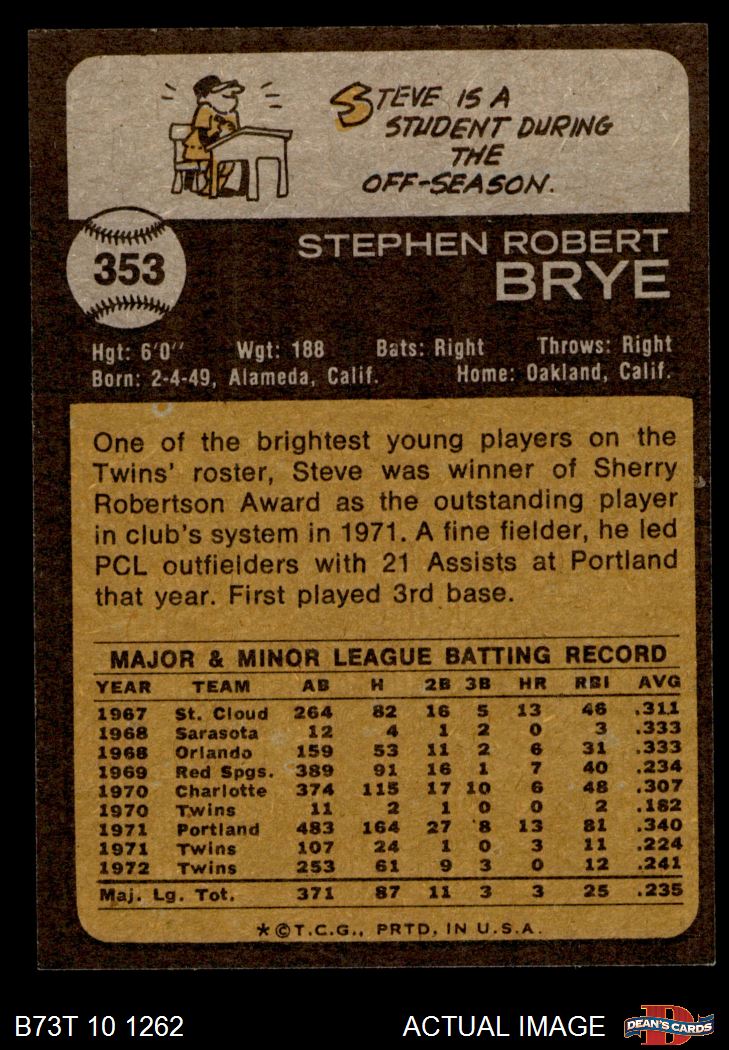 STEVE IS A
STUDENT DURING
THE
OFF-SEASON.
353
STEPHEN ROBERT
BRYE
Hgt: 6'0" Wgt: 188 Bats: Right Throws: Right
Born: 2-4-49, Alameda, Calif. Home: Oakland, Calif.
One of the brightest young players on the
Twins' roster, Steve was winner of Sherry
Robertson Award as the outstanding player
in club's system in 1971. A fine fielder, he led
PCL outfielders with 21 Assists at Portland
that year. First played 3rd base.
MAJOR & MINOR LEAGUE BATTING RECORD
YEAR TEAM AB H 2B 3B HR RBI AVG
1967 St. Cloud 264 82 16 5 13 46 .311
1968 Sarasota 12 4 1 2 0 3 .333
1968 Orlando 159 53 11 2 6 31 .333
1969 Red Spgs. 389 91 16 1 7 40 .234
1970 Charlotte 374 115 17 10 6 48 .307
1970 Twins 11 2 1 0 0 2 .182
1971 Portland 483 164 27 8 13 81 .340
1971 Twins 107 24 1 0 3 11 .224
1972 Twins 253 61 9 3 0 12 .241
Maj. Lg. Tot. 371 87 11 3 3 25 .235
*©T.C.G., PRTD. IN U.S.A.
B73T 10 1262 ACTUAL IMAGE
D
DEAN'S CARDS